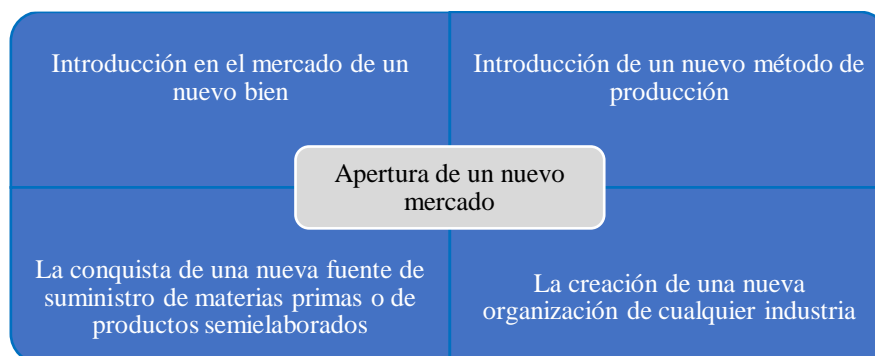 Introducción en el mercado de un
nuevo bien
Introducción de un nuevo método de
producción
Apertura de un nuevo
mercado
La conquista de una nueva fuente de
suministro de materias primas o de
productos semielaborados
La creación de una nueva
organización de cualquier industria